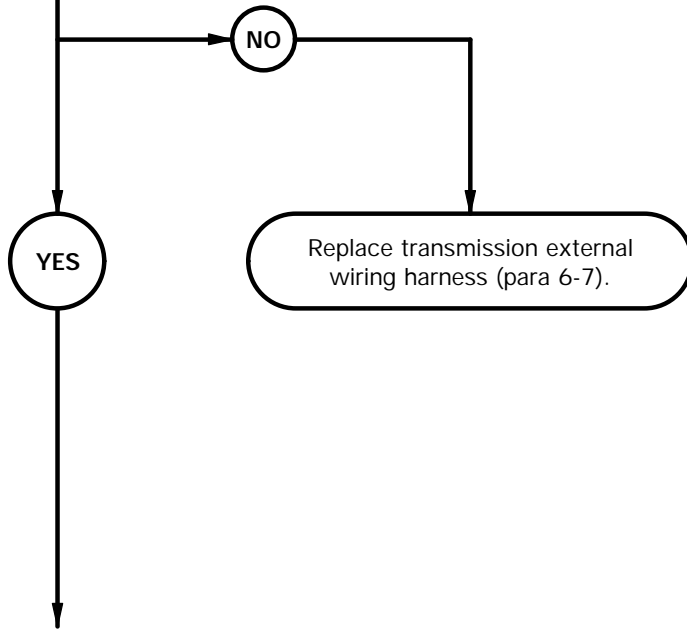 NO
YES
Replace transmission external
wiring harness (para 6-7).